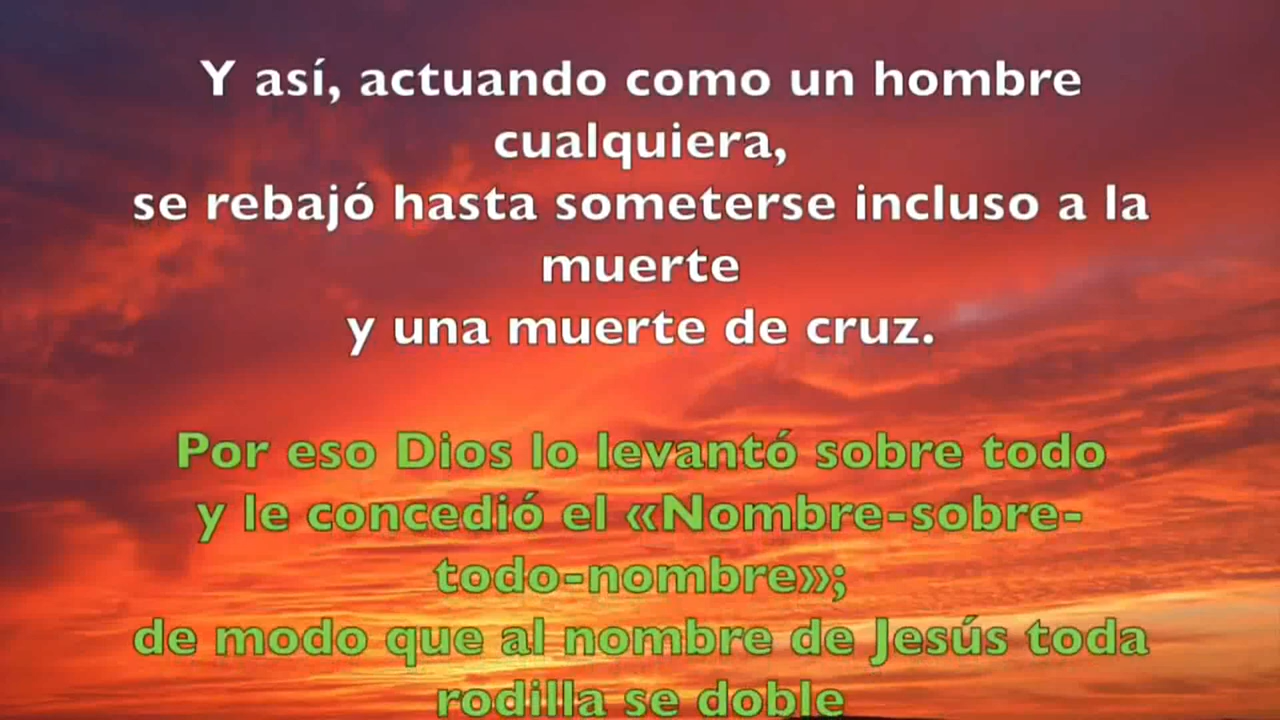 Y así, actuando como un hombre
cualquiera,
se rebajó hasta someterse incluso a la
muerte
y una muerte de cruz.
Por eso Dios lo levantó sobre todo
y le concedió el «Nombre-sobre-
todo-nombre»;
de modo que al nombre de Jesús toda
rodilla se doble